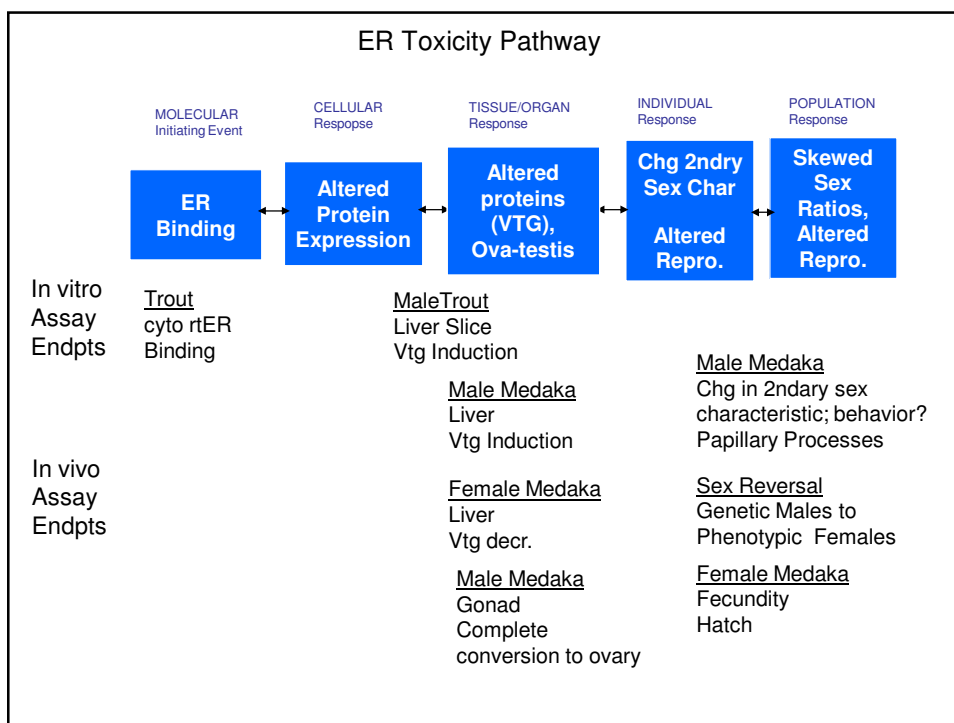 ER Toxicity Pathway
MOLECULAR
Initiating Event
CELLULAR
Respopse
TISSUE/ORGAN
Response
INDIVIDUAL
Response
POPULATION
Response
ER
Binding
Altered
Protein
Expression
Altered
proteins
(VTG),
Ova-testis
Chg 2ndry
Sex Char
Altered
Repro.
Skewed
Sex
Ratios,
Altered
Repro.
In vitro
Assay
Endpts
Trout
cyto rtER
Binding
MaleTrout
Liver Slice
Vtg Induction
In vivo
Assay
Endpts
Male Medaka
Liver
Vtg Induction
Female Medaka
Liver
Vtg decr.
Male Medaka
Gonad
Complete
conversion to ovary
Male Medaka
Chg in 2ndary sex
characteristic; behavior?
Papillary Processes
Sex Reversal
Genetic Males to
Phenotypic Females
Female Medaka
Fecundity
Hatch